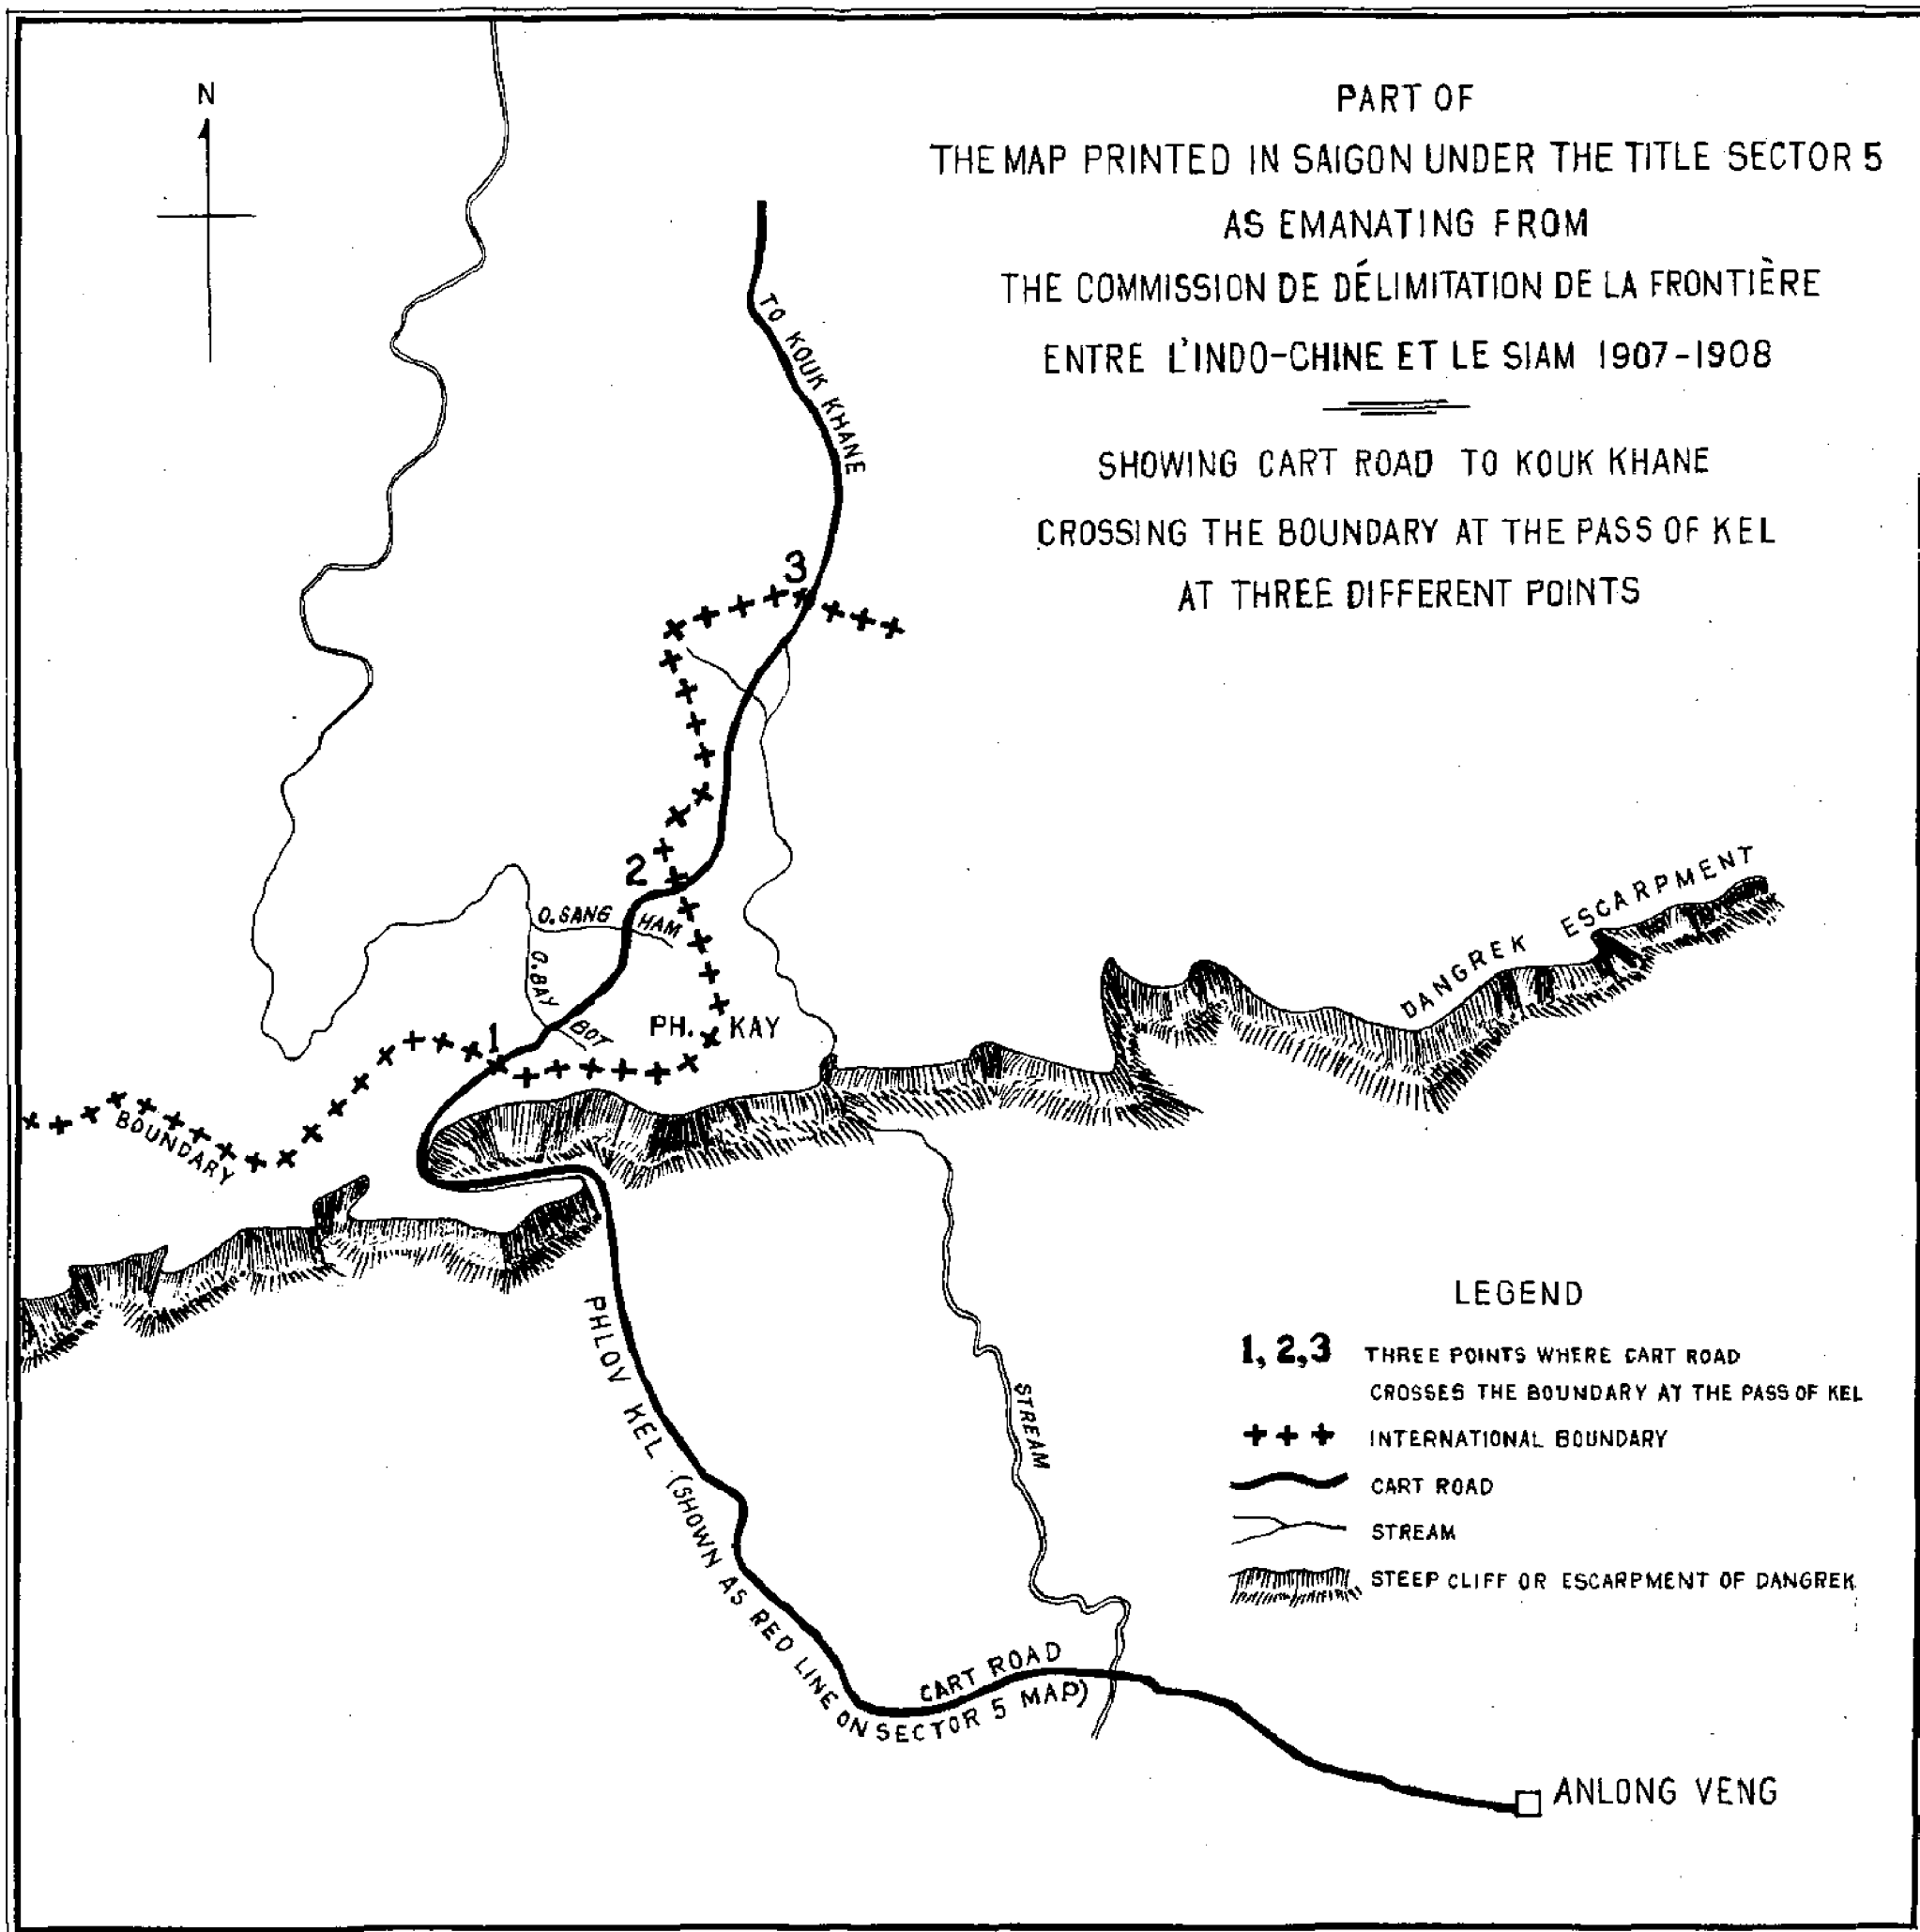 N
PART OF
THE MAP PRINTED IN SAIGON UNDER THE TITLE SECTOR 5
AS EMANATING FROM
THE COMMISSION DE DÉLIMITATION DE LA FRONTIÈRE
ENTRE L'INDO-CHINE ET LE SIAM 1907-1908
SHOWING CART ROAD TO KOUK KHANE
CROSSING THE BOUNDARY AT THE PASS OF KEL
AT THREE DIFFERENT POINTS
TO KOUK KHANE
3
2
O. SANG HAM
O. BAY BOT
PH. KAY
1
BOUNDARY
DANGREK ESCARPMENT
PHLOV KEL (SHOWN AS RED LINE ON SECTOR 5 MAP)
STREAM
CART ROAD
ANLONG VENG
LEGEND
1, 2, 3 THREE POINTS WHERE CART ROAD
CROSSES THE BOUNDARY AT THE PASS OF KEL
+ + + INTERNATIONAL BOUNDARY
CART ROAD
STREAM
STEEP CLIFF OR ESCARPMENT OF DANGREK